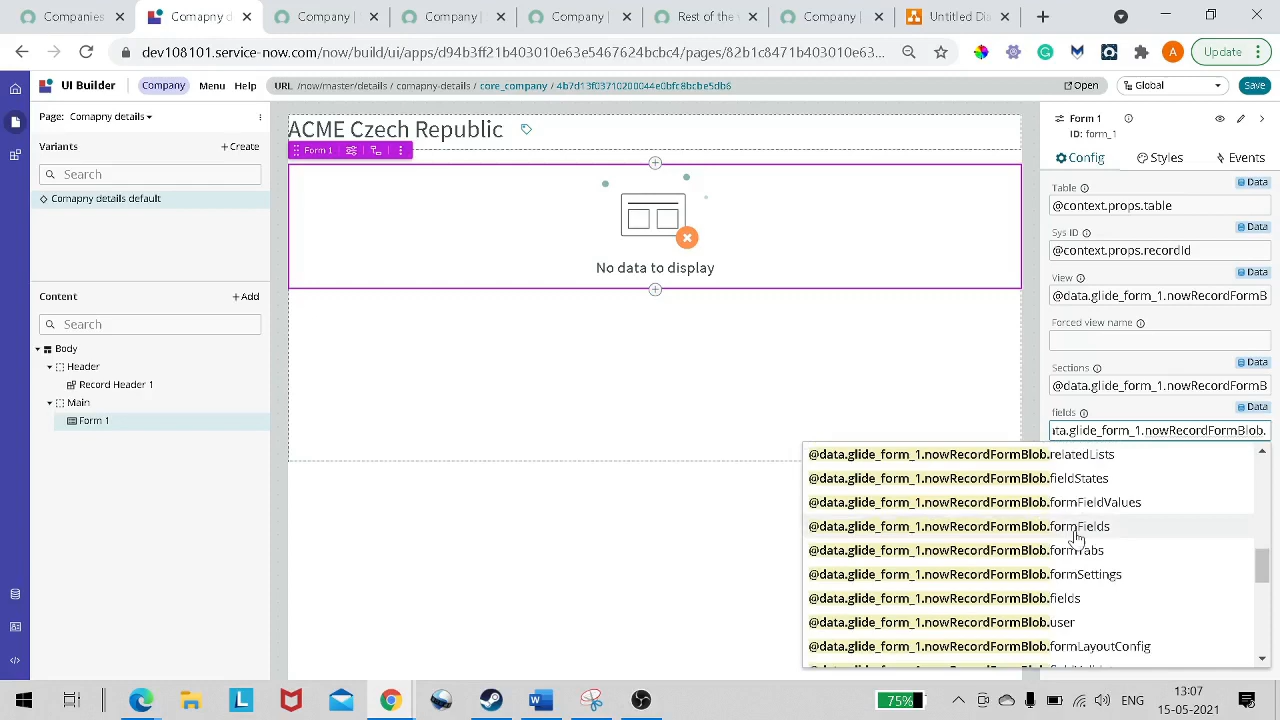 Companies
Comapny d
Company
Company
Company
Rest of the
Company
Untitled Dia
dev108101.service-now.com/now/build/ui/apps/d94b3ff21b403010e63e5467624bcbc4/pages/82b1c8471b403010e63...
A
Update
UI Builder
Company
Menu
Help
URL /now/master/details / comapny-details / core_company / 4b7d13f03710200044e0bfc8bcbe5db6
Open
Global
Save
Page: Comapny details
Variants
+ Create
Search
Comapny details default
Content
+ Add
Search
Body
Header
Record Header 1
Main
Form 1
ACME Czech Republic
Form 1
No data to display
Form 1
ID: form_1
Config
Styles
Events
Table
Data
@context.props.table
Sys ID
Data
@context.props.recordId
View
Data
@data.glide_form_1.nowRecordFormB
Forced view name
Sections
Data
@data.glide_form_1.nowRecordFormB
fields
Data
ata.glide_form_1.nowRecordFormBlob.
@data.glide_form_1.nowRecordFormBlob.relatedLists
@data.glide_form_1.nowRecordFormBlob.fieldStates
@data.glide_form_1.nowRecordFormBlob.formFieldValues
@data.glide_form_1.nowRecordFormBlob.formFields
@data.glide_form_1.nowRecordFormBlob.formTabs
@data.glide_form_1.nowRecordFormBlob.formSettings
@data.glide_form_1.nowRecordFormBlob.fields
@data.glide_form_1.nowRecordFormBlob.user
@data.glide_form_1.nowRecordFormBlob.formLayoutConfig
75%
ENG
13:07
15-05-2021